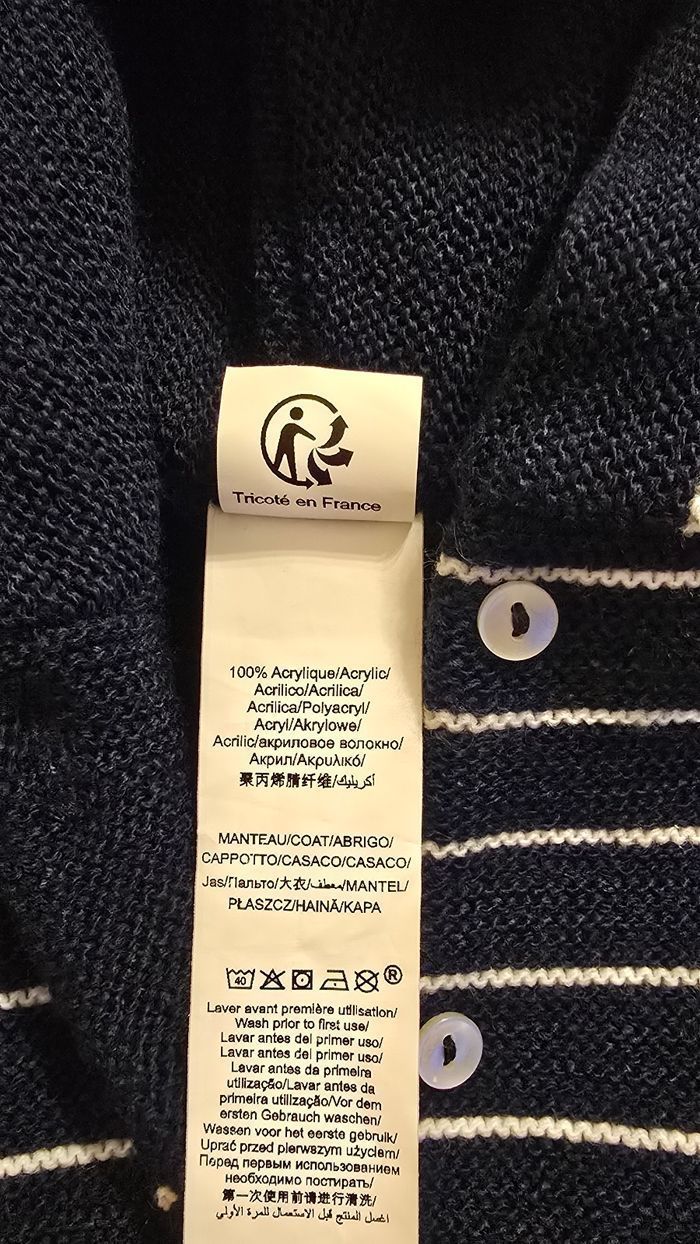 Tricoté en France
100% Acrylique/Acrylic/
Acrilico/Acrilica/
Acrilica/Polyacryl/
Acryl/Akrylowe/
Acrilic/акриловое волокно/
Акрил/Ακρυλικό/
聚丙烯腈纤维/أكريليك
MANTEAU/COAT/ABRIGO/
CAPPOTTO/CASACO/CASACO/
Jas/Пальто/大衣/معطف/MANTEL/
PŁASZCZ/HAINĂ/KAPA
40 ®
Laver avant première utilisation/
Wash prior to first use/
Lavar antes del primer uso/
Lavar antes del primer uso/
Lavar antes da primeira
utilização/Lavar antes da
primeira utilização/Vor dem
ersten Gebrauch waschen/
Wassen voor het eerste gebruik/
Uprać przed pierwszym użyciem/
Перед первым использованием
необходимо постирать/
第一次使用前请进行清洗/
اغسل المنتج قبل الاستعمال للمرة الأولى